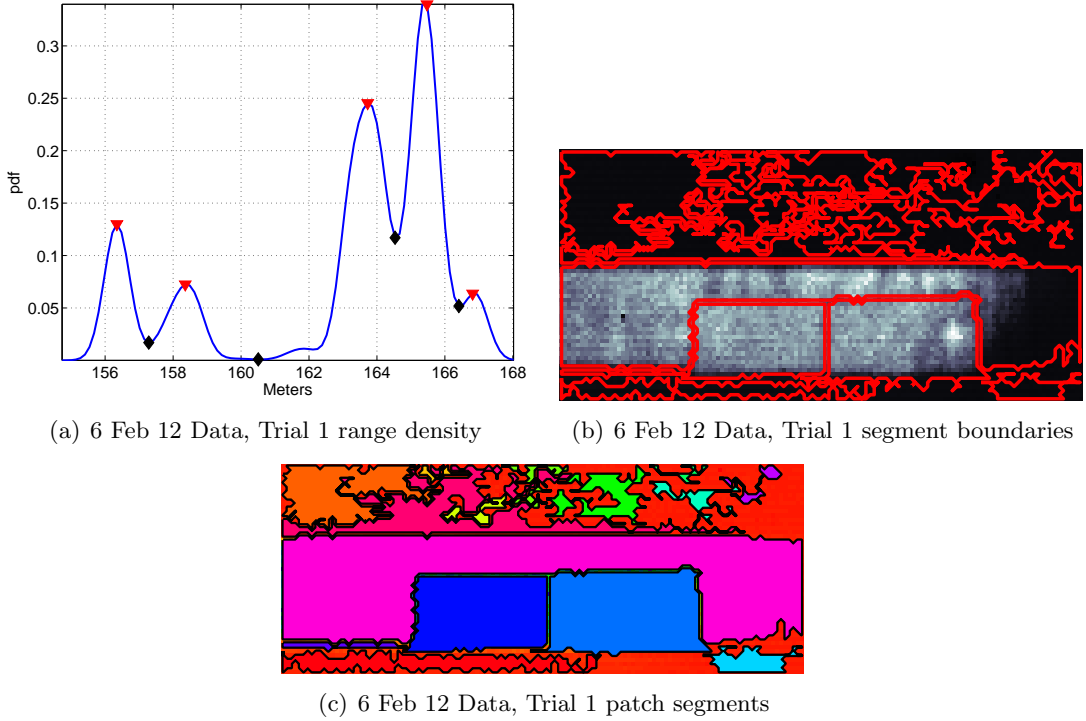 0.3
0.25
0.2
0.15
0.1
0.05
pdf
156 158 160 162 164 166 168
Meters
(a) 6 Feb 12 Data, Trial 1 range density
(b) 6 Feb 12 Data, Trial 1 segment boundaries
(c) 6 Feb 12 Data, Trial 1 patch segments